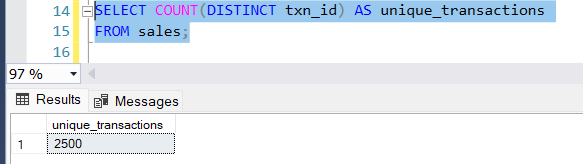 14 SELECT COUNT(DISTINCT txn_id) AS unique_transactions
15 FROM sales;
16
97 %
Results Messages
unique_transactions
1 2500